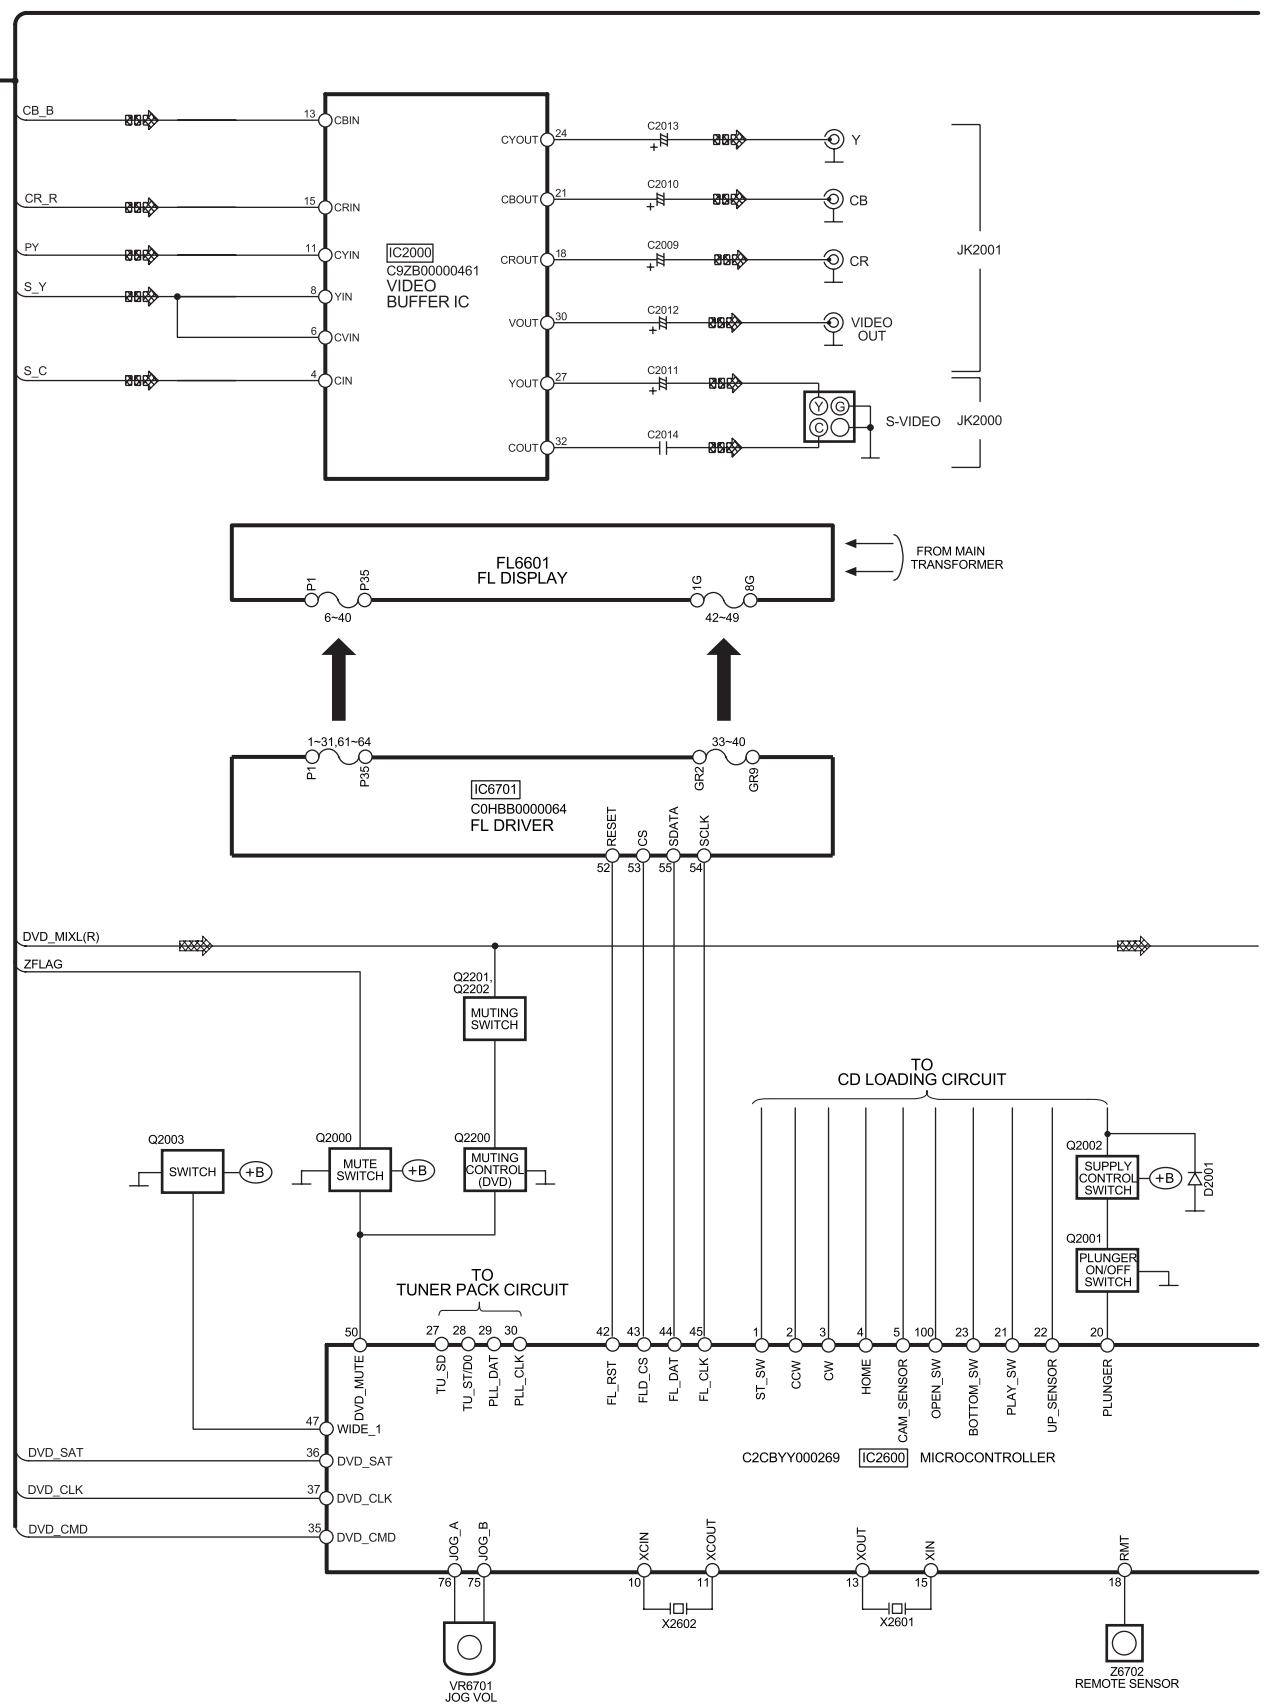 CB_B
13
CBIN
CR_R
15
CRIN
PY
11
CYIN
S_Y
8
YIN
6
CVIN
S_C
4
CIN
IC2000
C9ZB00000461
VIDEO
BUFFER IC
CYOUT
24
C2013
+
Y
CBOUT
21
C2010
+
CB
CROUT
18
C2009
+
CR
VOUT
30
C2012
+
VIDEO
OUT
YOUT
27
C2011
+
COUT
32
C2014
Y G
C
S-VIDEO
JK2001
JK2000
FL6601
FL DISPLAY
P1
P35
6~40
1G
8G
42~49
FROM MAIN
TRANSFORMER
1~31,61~64
P1
P35
33~40
GR2
GR9
IC6701
C0HBB0000064
FL DRIVER
RESET
CS
SDATA
SCLK
52
53
55
54
DVD_MIXL(R)
ZFLAG
Q2201,
Q2202
MUTING
SWITCH
TO
CD LOADING CIRCUIT
Q2003
SWITCH
+B
Q2000
MUTE
SWITCH
+B
Q2200
MUTING
CONTROL
(DVD)
Q2002
SUPPLY
CONTROL
SWITCH
+B
D2001
Q2001
PLUNGER
ON/OFF
SWITCH
TO
TUNER PACK CIRCUIT
50
27
28
29
30
42
43
44
45
1
2
3
4
5
100
23
21
22
20
DVD_MUTE
TU_SD
TU_ST/D0
PLL_DAT
PLL_CLK
FL_RST
FLD_CS
FL_DAT
FL_CLK
ST_SW
CCW
CW
HOME
CAM_SENSOR
OPEN_SW
BOTTOM_SW
PLAY_SW
UP_SENSOR
PLUNGER
47
WIDE_1
DVD_SAT
36
DVD_SAT
DVD_CLK
37
DVD_CLK
DVD_CMD
35
DVD_CMD
C2CBYY000269
IC2600
MICROCONTROLLER
JOG_A
JOG_B
XCIN
XCOUT
XOUT
XIN
RMT
76
75
10
11
13
15
18
X2602
X2601
VR6701
JOG VOL
Z6702
REMOTE SENSOR